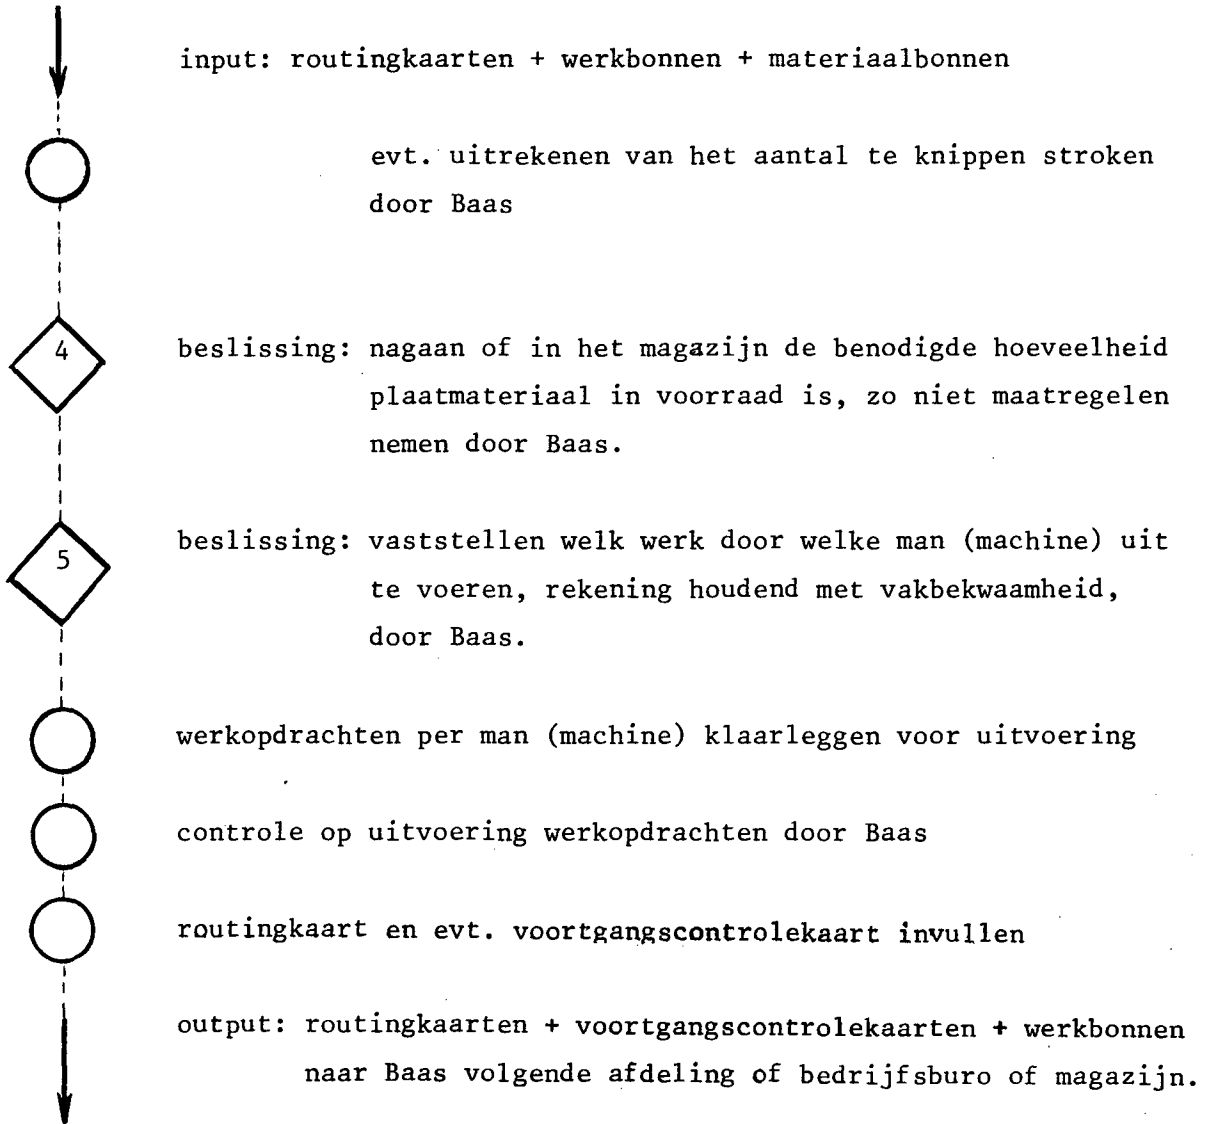 input: routingkaarten + werkbonnen + materiaalbonnen
evt. uitrekenen van het aantal te knippen stroken
door Baas
4
beslissing: nagaan of in het magazijn de benodigde hoeveelheid
plaatmateriaal in voorraad is, zo niet maatregelen
nemen door Baas.
5
beslissing: vaststellen welk werk door welke man (machine) uit
te voeren, rekening houdend met vakbekwaamheid,
door Baas.
werkopdrachten per man (machine) klaarleggen voor uitvoering
controle op uitvoering werkopdrachten door Baas
routingkaart en evt. voortgangscontrolekaart invullen
output: routingkaarten + voortgangscontrolekaarten + werkbonnen
naar Baas volgende afdeling of bedrijfsburo of magazijn.